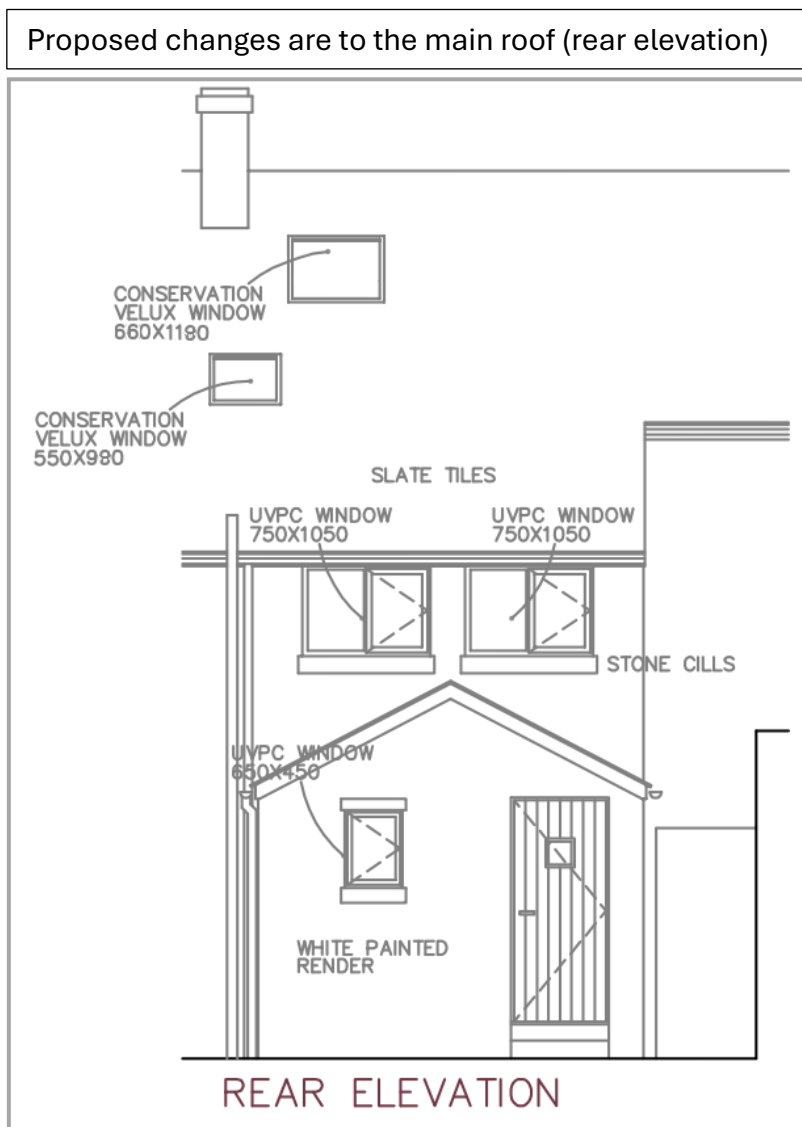 Proposed changes are to the main roof (rear elevation)
CONSERVATION
VELUX WINDOW
660X1180
CONSERVATION
VELUX WINDOW
550X980
SLATE TILES
UVPC WINDOW
750X1050
UVPC WINDOW
750X1050
STONE CILLS
UVPC WINDOW
650X450
WHITE PAINTED
RENDER
REAR ELEVATION